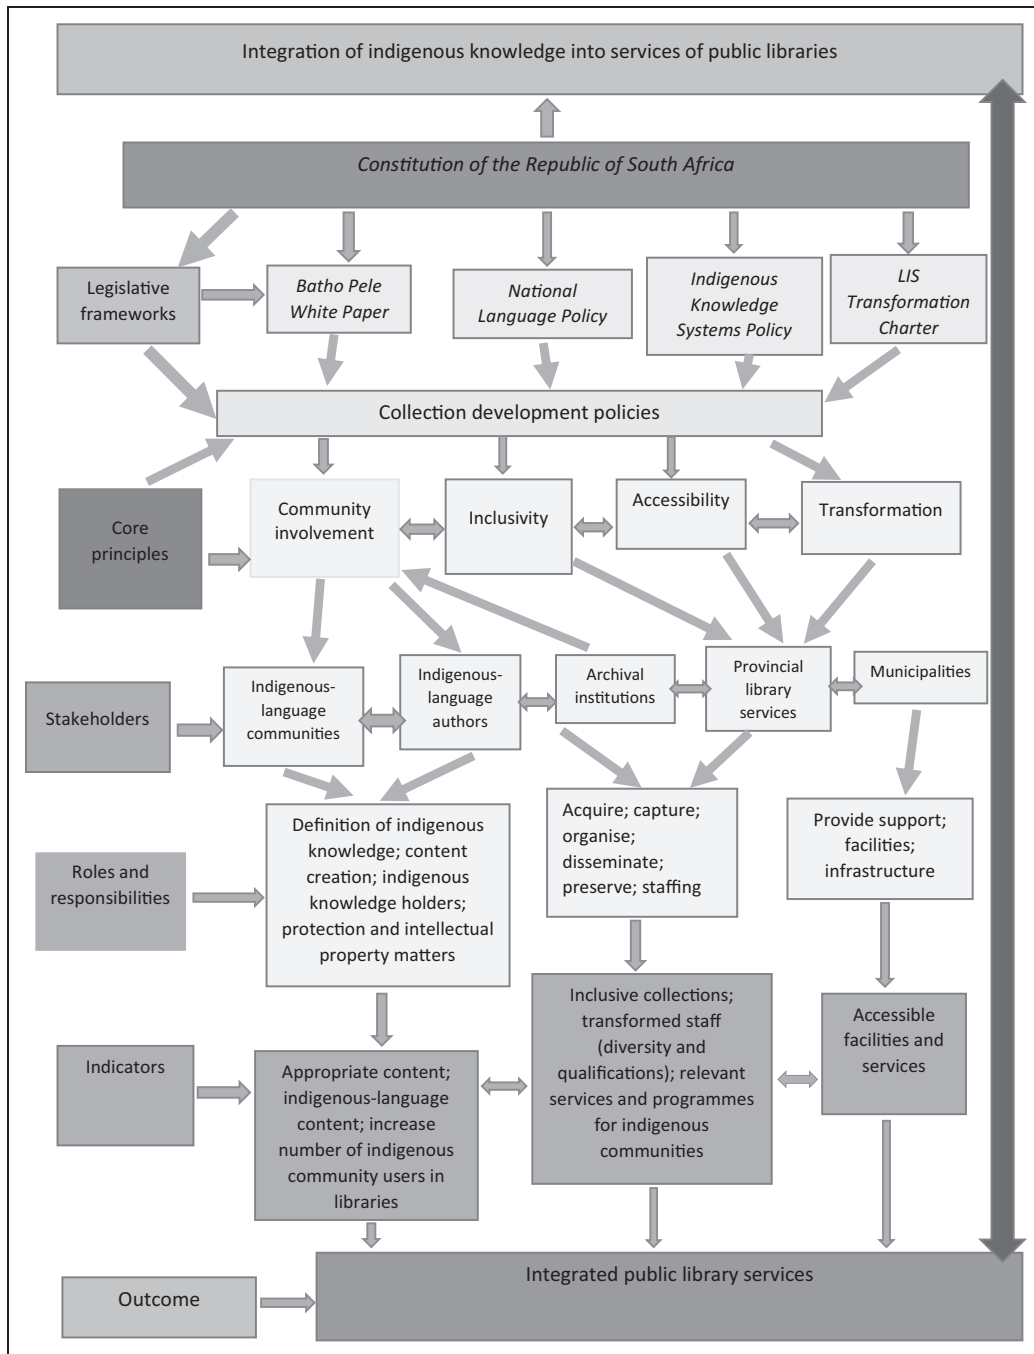 Integration of indigenous knowledge into services of public libraries
Constitution of the Republic of South Africa
Legislative
frameworks
Batho Pele
White Paper
National
Language Policy
Indigenous
Knowledge
Systems Policy
LIS
Transformation
Charter
Collection development policies
Core
principles
Community
involvement
Inclusivity
Accessibility
Transformation
Stakeholders
Indigenous-
language
communities
Indigenous-
language
authors
Archival
institutions
Provincial
library
services
Municipalities
Roles and
responsibilities
Definition of indigenous
knowledge; content
creation; indigenous
knowledge holders;
protection and intellectual
property matters
Acquire; capture;
organise;
disseminate;
preserve; staffing
Provide support;
facilities;
infrastructure
Indicators
Appropriate content;
indigenous-language
content; increase
number of indigenous
community users in
libraries
Inclusive collections;
transformed staff
(diversity and
qualifications); relevant
services and programmes
for indigenous
communities
Accessible
facilities and
services
Outcome
Integrated public library services